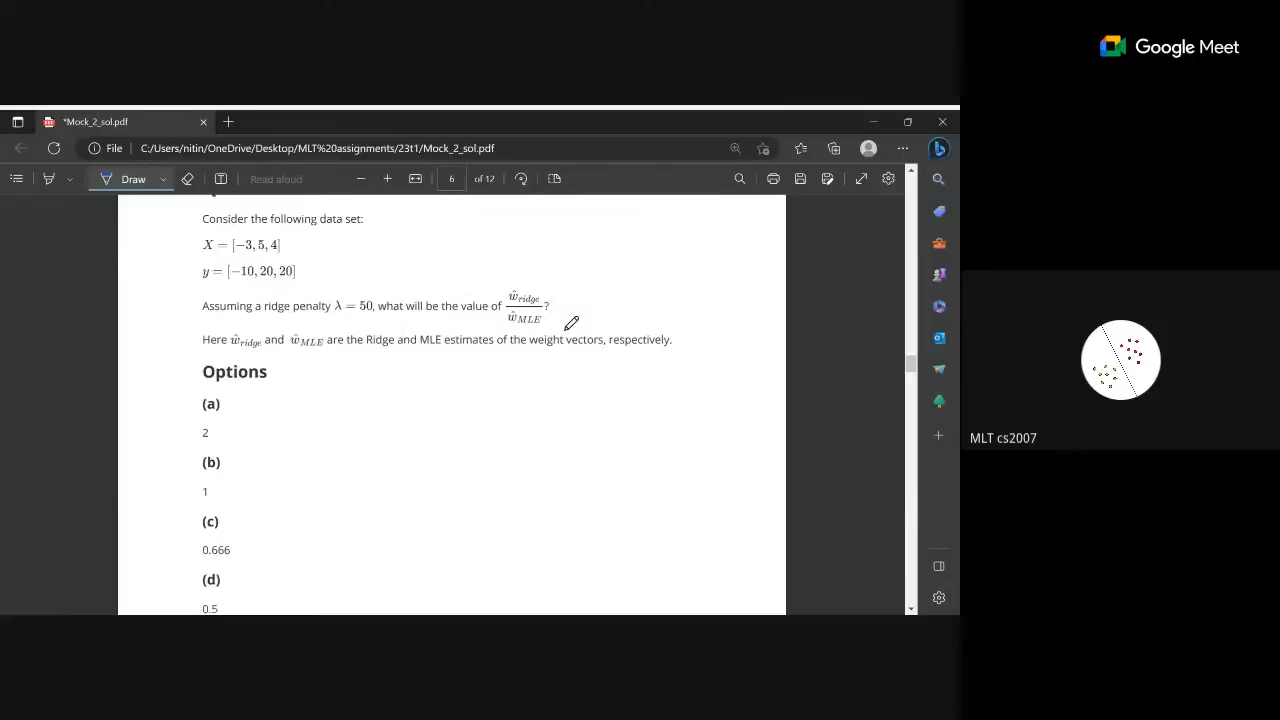 Google Meet
*Mock_2_sol.pdf
File
C:/Users/nitin/OneDrive/Desktop/MLT%20assignments/23t1/Mock_2_sol.pdf
Draw
Read aloud
6 of 12
Consider the following data set:
X = [−3, 5, 4]
y = [−10, 20, 20]
Assuming a ridge penalty λ = 50, what will be the value of ŵ_ridge / ŵ_MLE?
Here ŵ_ridge and ŵ_MLE are the Ridge and MLE estimates of the weight vectors, respectively.
Options
(a)
2
(b)
1
(c)
0.666
(d)
0.5
MLT cs2007